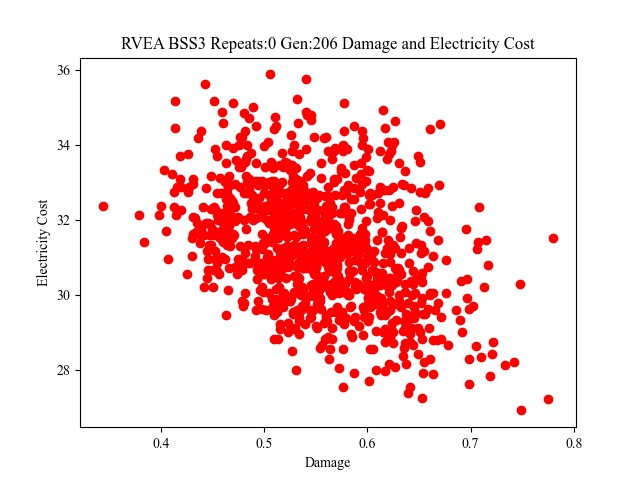 RVEA BSS3 Repeats:0 Gen:206 Damage and Electricity Cost
36
34
32
30
28
Electricity Cost
0.4 0.5 0.6 0.7 0.8
Damage